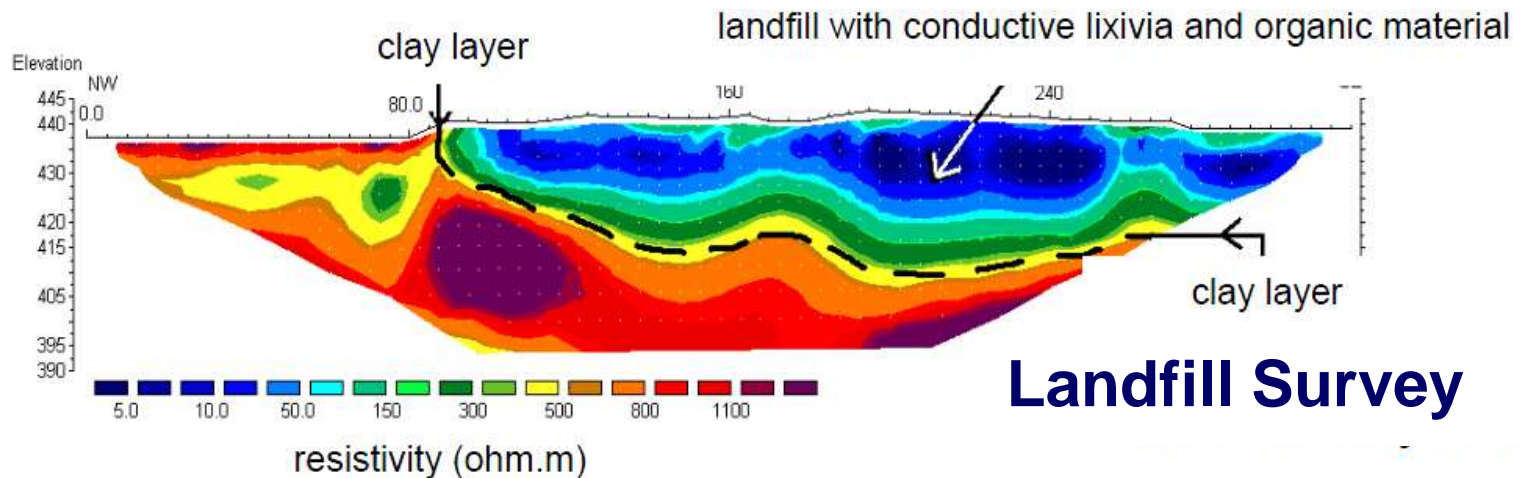 landfill with conductive lixivia and organic material
clay layer
Elevation
NW
0.0
80.0
160
240
445
440
430
420
415
405
395
390
clay layer
Landfill Survey
5.0 10.0 50.0 150 300 500 800 1100
resistivity (ohm.m)